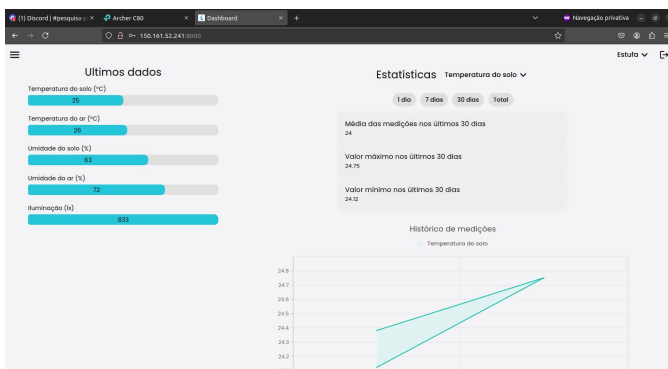 (1) Discord | #pesquisa-p
Archer C80
Dashboard
Navegação privativa
150.161.52.241:8000
Estufa
Ultimos dados
Temperatura do solo (°C)
25
Temperatura do ar (°C)
26
Umidade do solo (%)
63
Umidade do ar (%)
72
Iluminação (lx)
833
Estatísticas Temperatura do solo
1 dia 7 dias 30 dias Total
Média das medições nos últimos 30 dias
24
Valor máximo nos últimos 30 dias
24.75
Valor mínimo nos últimos 30 dias
24.12
Histórico de medições
Temperatura do solo
24.8
24.7
24.6
24.5
24.4
24.3
24.2